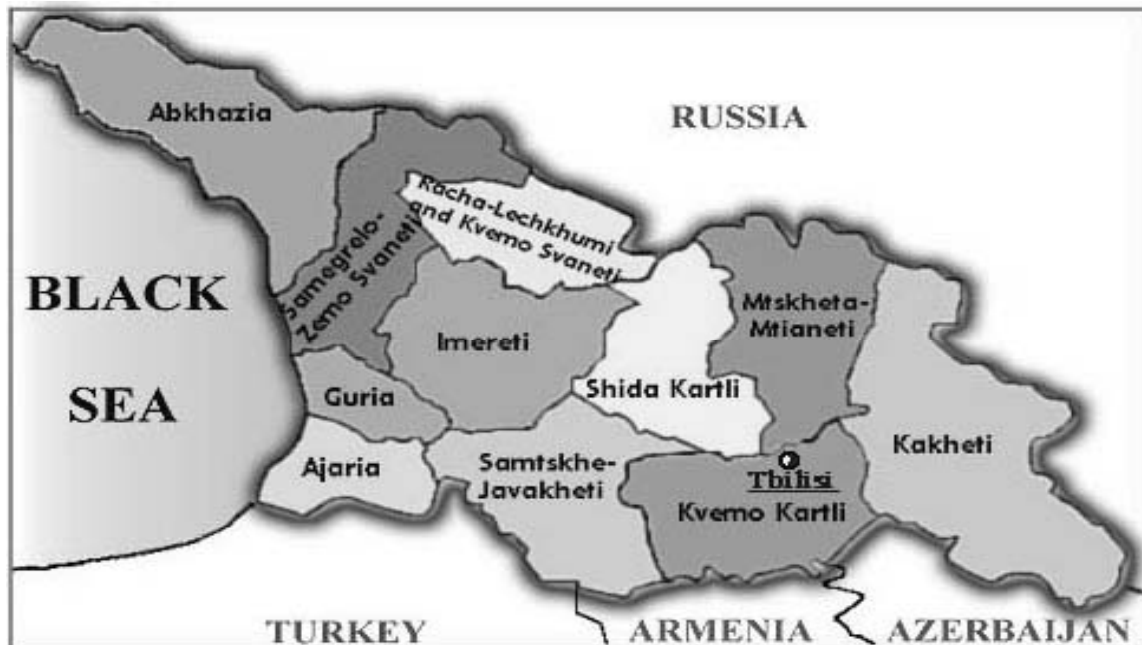 Abkhazia
RUSSIA
Racha-Lechkhumi
and Kvemo Svaneti
Samegrelo-
Zemo Svaneti
BLACK
SEA
Mtskheta-
Mtianeti
Imereti
Shida Kartli
Guria
Kakheti
Ajaria
Samtskhe-
Javakheti
Tbilisi
Kvemo Kartli
TURKEY
ARMENIA
AZERBAIJAN